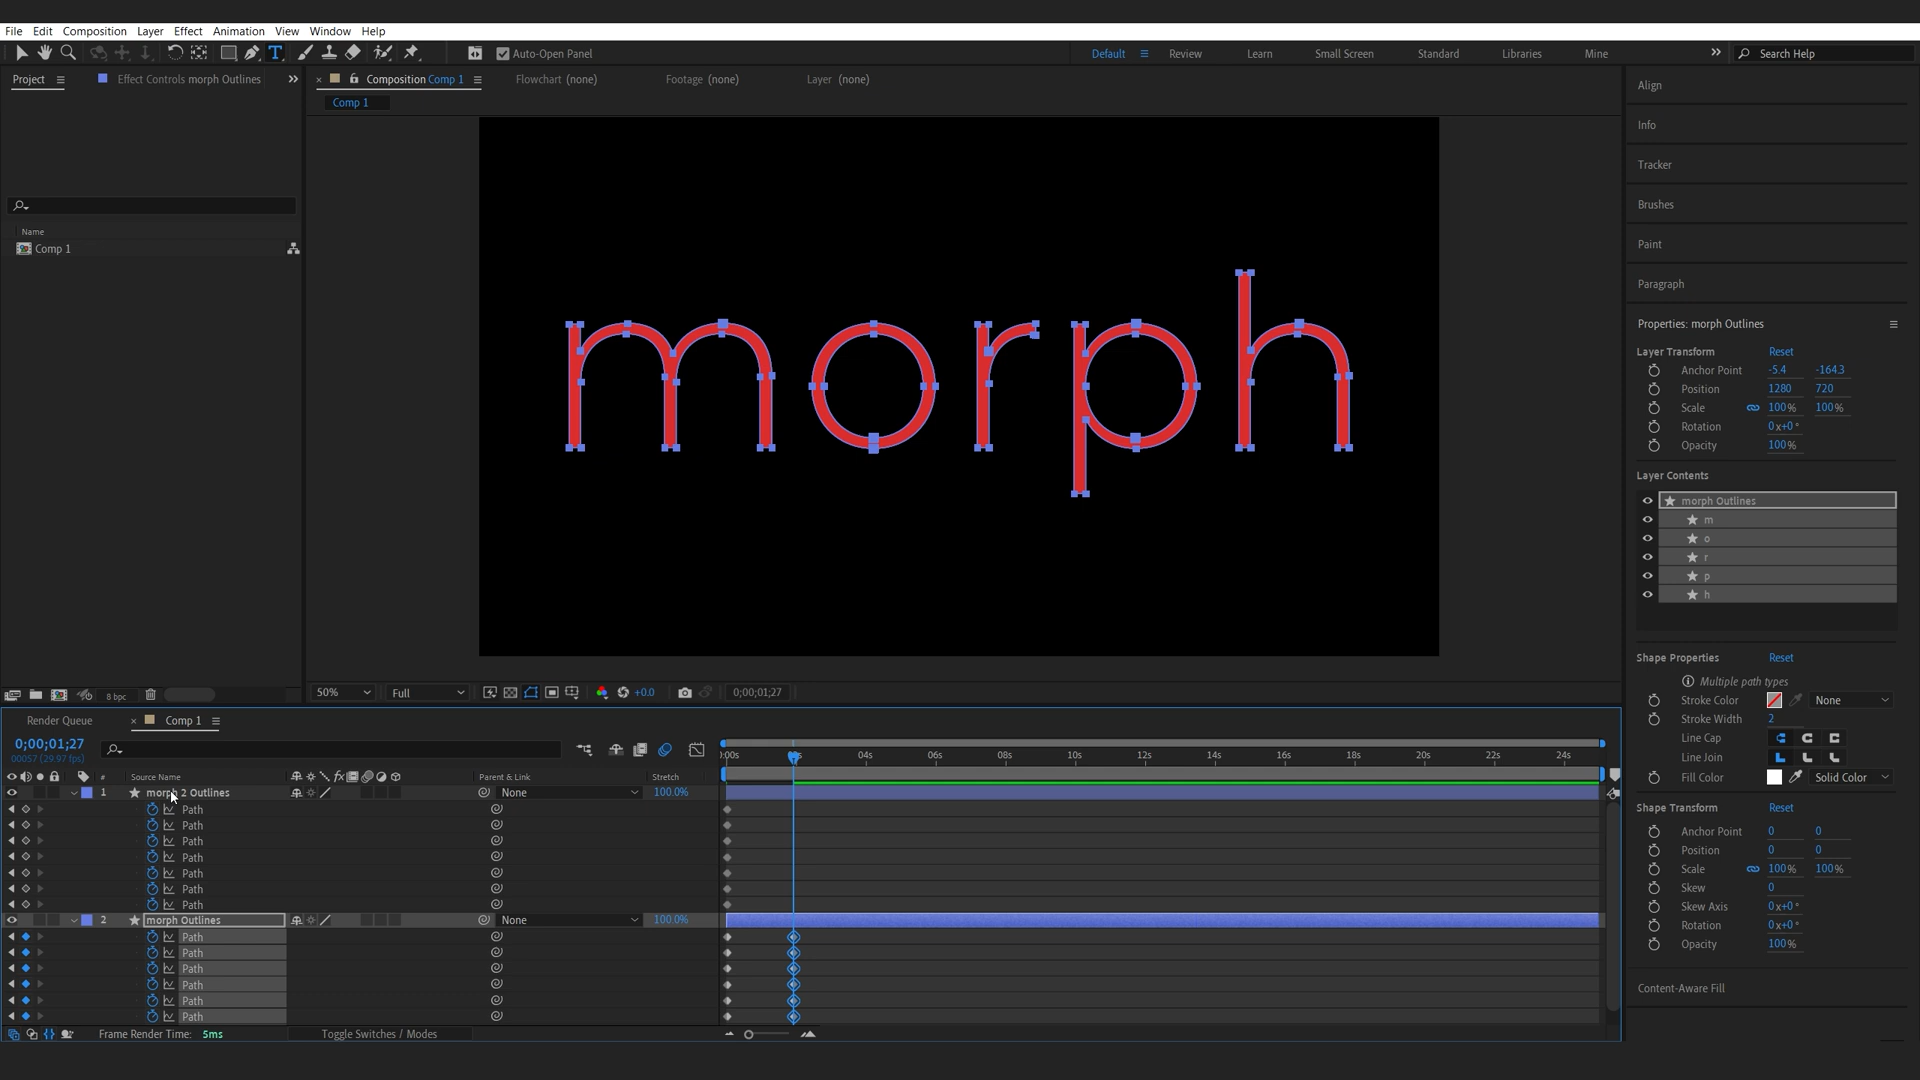 File Edit Composition Layer Effect Animation View Window Help
Auto-Open Panel Default Review Learn Small Screen Standard Libraries Mine Search Help
Project Effect Controls morph Outlines Composition Comp 1 Flowchart (none) Footage (none) Layer (none)
Comp 1
Name
Comp 1
morph
Align
Info
Tracker
Brushes
Paint
Paragraph
Properties: morph Outlines
Layer Transform Reset
Anchor Point -5.4 -164.3
Position 1280 720
Scale 100% 100%
Rotation 0x+0°
Opacity 100%
Layer Contents
morph Outlines
m
o
r
p
h
Shape Properties Reset
Multiple path types
Stroke Color None
Stroke Width 2
Line Cap
Line Join
Fill Color Solid Color
Shape Transform Reset
Anchor Point 0 0
Position 0 0
Scale 100% 100%
Skew 0
Skew Axis 0x+0°
Rotation 0x+0°
Opacity 100%
Content-Aware Fill
8 bpc 50% Full +0.0 0;00;01;27
Render Queue Comp 1
0;00;01;27
00057 (29.97 fps)
:00s 04s 06s 08s 10s 12s 14s 16s 18s 20s 22s 24s
# Source Name Parent & Link Stretch
1 morph 2 Outlines None 100.0%
Path
Path
Path
Path
Path
Path
Path
2 morph Outlines None 100.0%
Path
Path
Path
Path
Path
Path
Frame Render Time: 5ms Toggle Switches / Modes